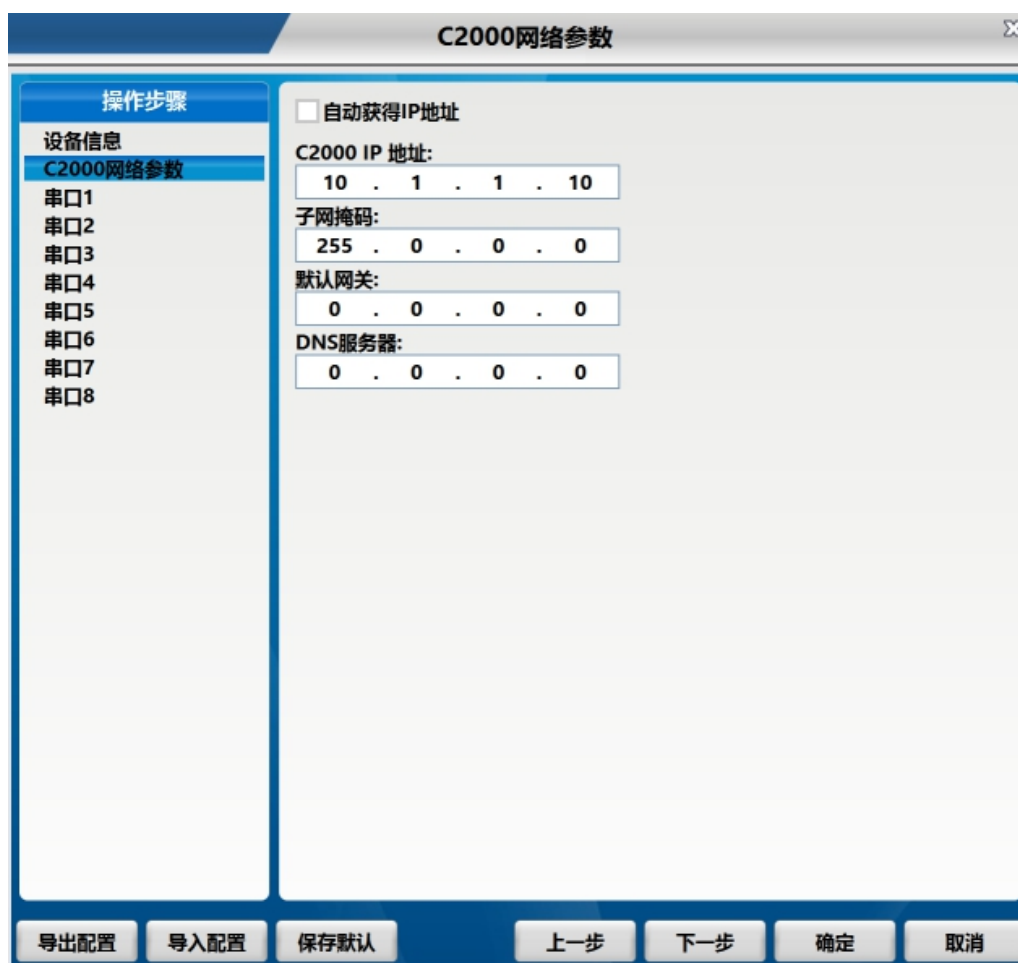 C2000网络参数
操作步骤
设备信息
C2000网络参数
串口1
串口2
串口3
串口4
串口5
串口6
串口7
串口8
自动获得IP地址
C2000 IP 地址:
10 . 1 . 1 . 10
子网掩码:
255 . 0 . 0 . 0
默认网关:
0 . 0 . 0 . 0
DNS服务器:
0 . 0 . 0 . 0
导出配置 导入配置 保存默认 上一步 下一步 确定 取消